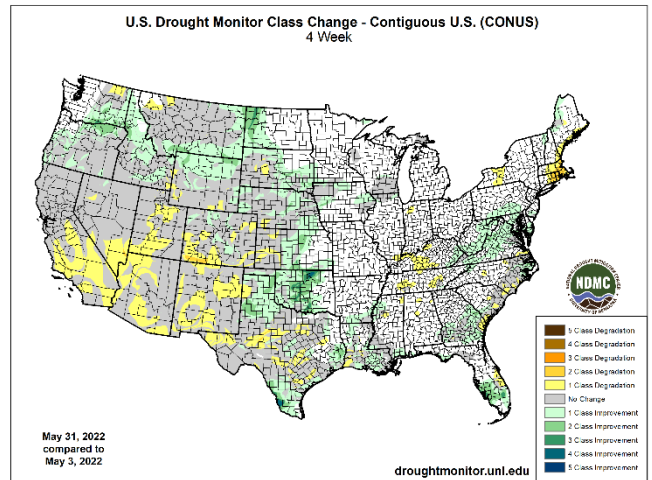 U.S. Drought Monitor Class Change - Contiguous U.S. (CONUS)
4 Week
NDMC
5 Class Degradation
4 Class Degradation
3 Class Degradation
2 Class Degradation
1 Class Degradation
No Change
1 Class Improvement
2 Class Improvement
3 Class Improvement
4 Class Improvement
5 Class Improvement
May 31, 2022
compared to
May 3, 2022
droughtmonitor.unl.edu